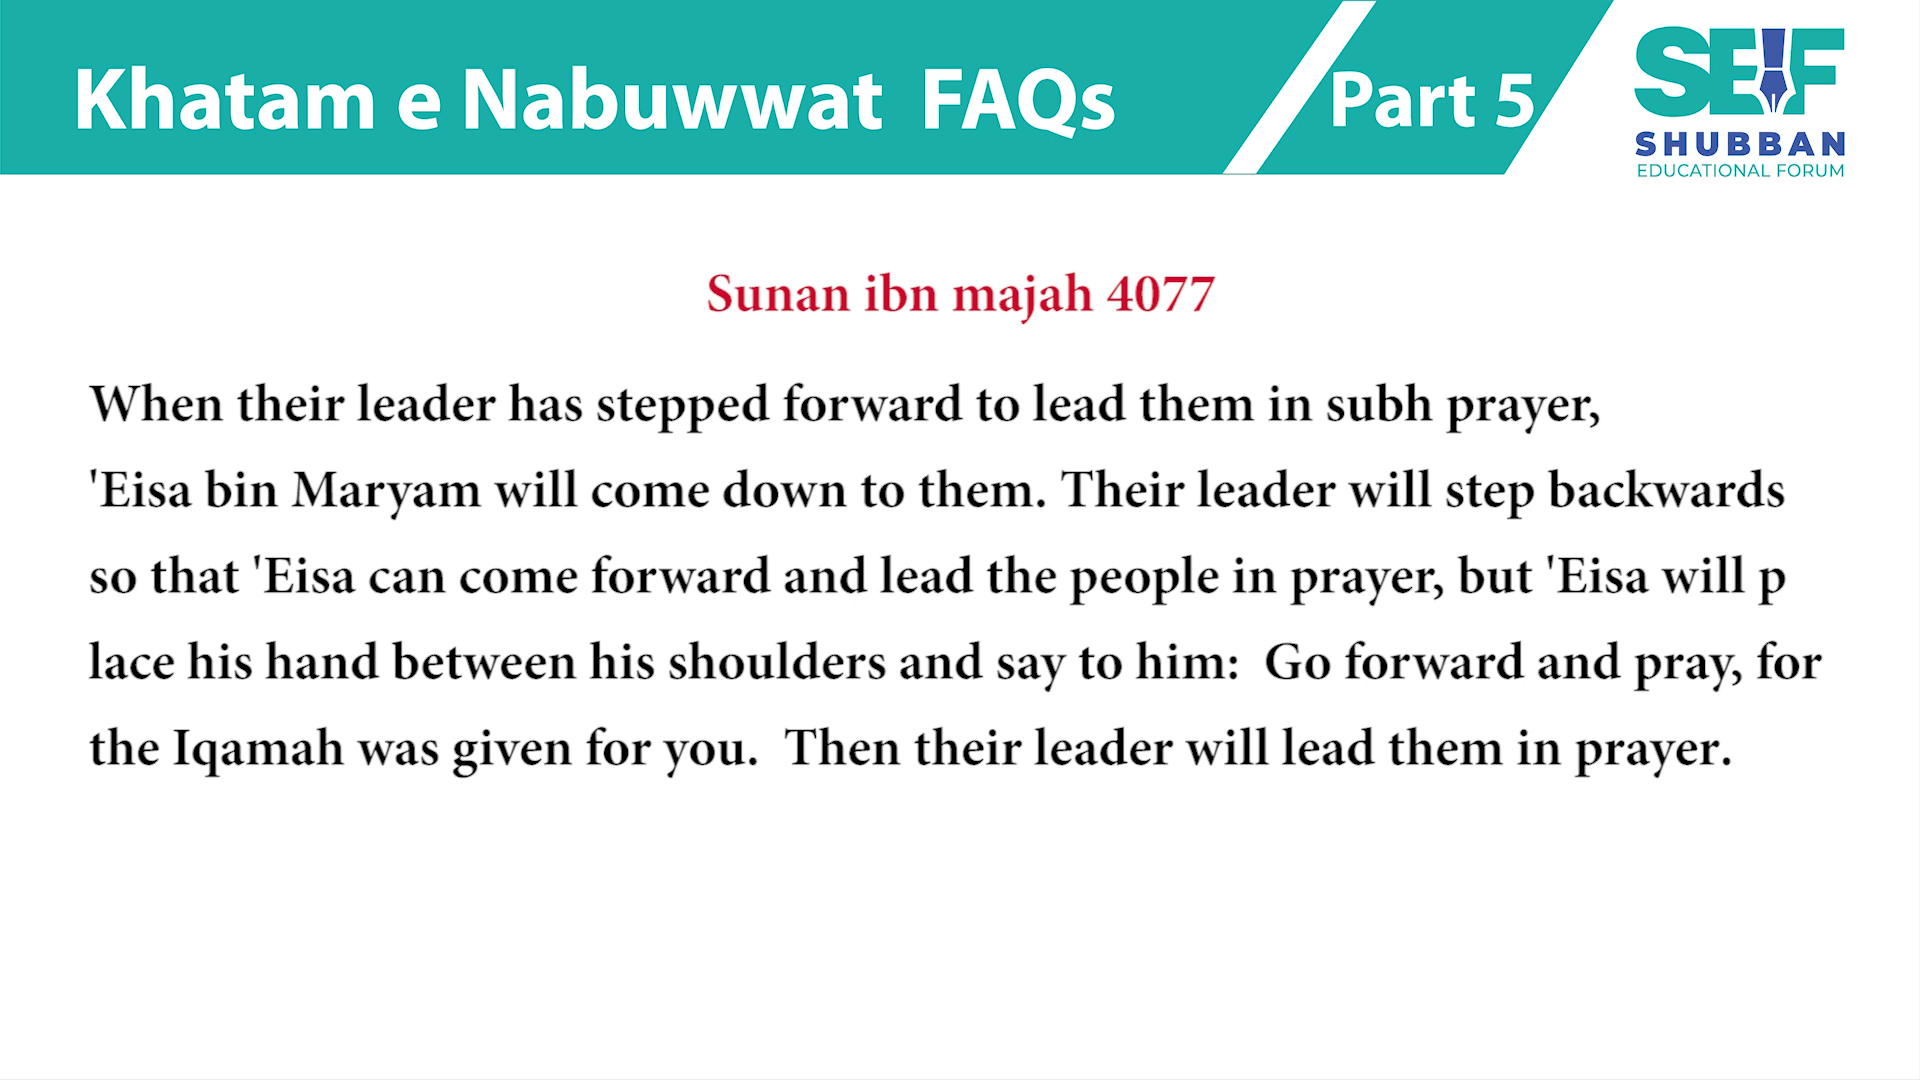 Khatam e Nabuwwat FAQs
Part 5
SEF
SHUBBAN
EDUCATIONAL FORUM
Sunan ibn majah 4077
When their leader has stepped forward to lead them in subh prayer,
'Eisa bin Maryam will come down to them. Their leader will step backwards
so that 'Eisa can come forward and lead the people in prayer, but 'Eisa will p
lace his hand between his shoulders and say to him: Go forward and pray, for
the Iqamah was given for you. Then their leader will lead them in prayer.